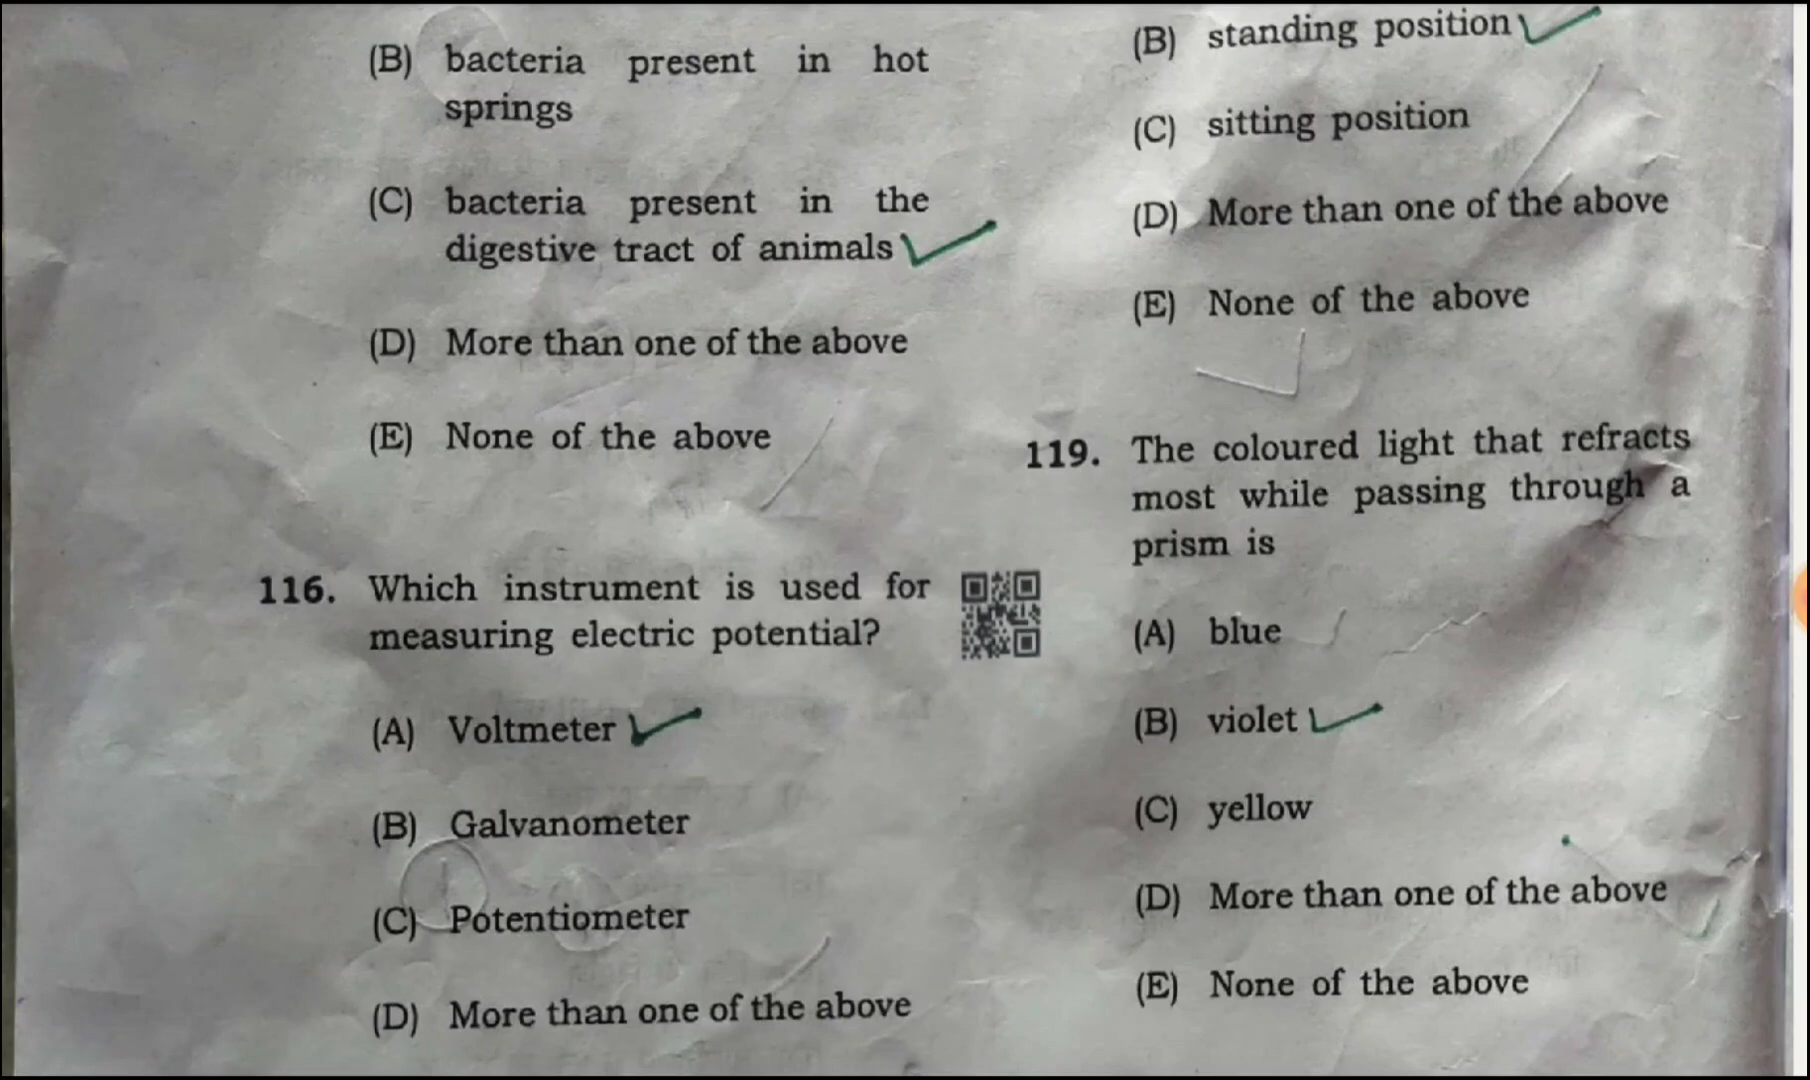 (B) bacteria present in hot
springs
(C) bacteria present in the
digestive tract of animals
(D) More than one of the above
(E) None of the above
116. Which instrument is used for
measuring electric potential?
(A) Voltmeter
(B) Galvanometer
(C) Potentiometer
(D) More than one of the above
(B) standing position
(C) sitting position
(D) More than one of the above
(E) None of the above
119. The coloured light that refracts
most while passing through a
prism is
(A) blue
(B) violet
(C) yellow
(D) More than one of the above
(E) None of the above